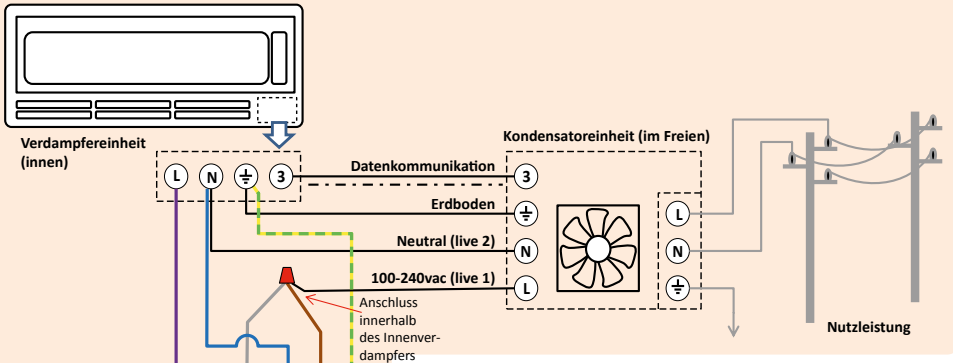 Verdampfereinheit
(innen)
Kondensatoreinheit (im Freien)
L
N
3
Datenkommunikation
3
Erdboden
Neutral (live 2)
N
100-240vac (live 1)
L
L
N
Anschluss
innerhalb
des Innenver-
dampfers
Nutzleistung